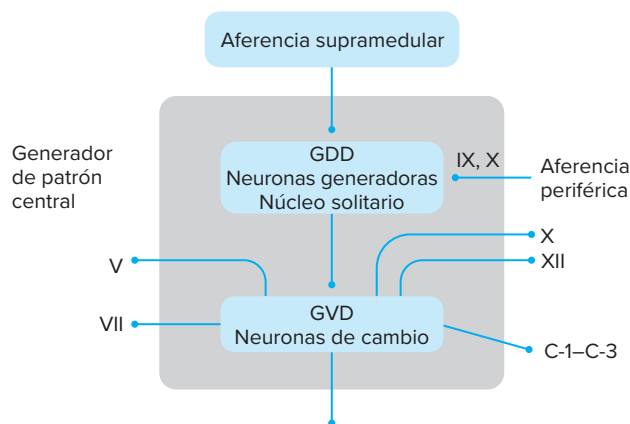 Aferencia supramedular
Generador
de patrón
central
GDD
Neuronas generadoras
Núcleo solitario
IX, X
Aferencia
periférica
X
XII
V
VII
GVD
Neuronas de cambio
C-1–C-3